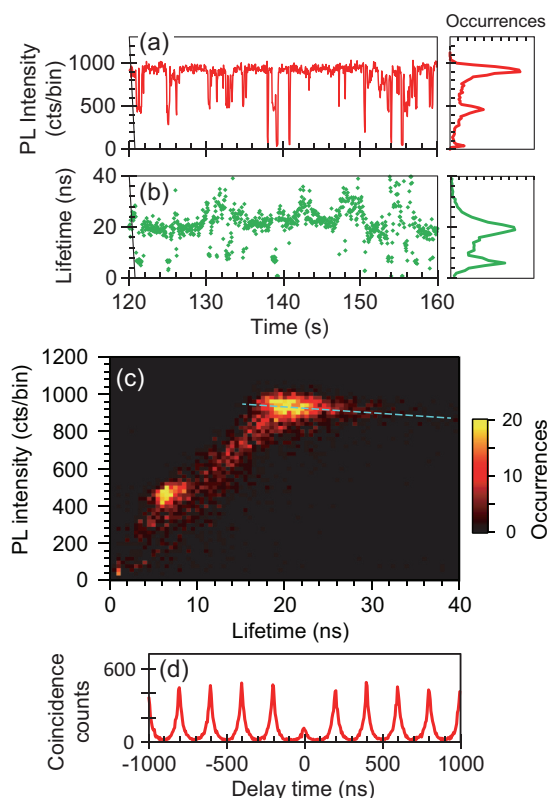 Occurrences
(a)
PL Intensity
(cts/bin)
1000
500
0
(b)
Lifetime (ns)
40
20
0
120 130 140 150 160
Time (s)
(c)
PL intensity (cts/bin)
1200
1000
800
600
400
200
0
0 10 20 30 40
Lifetime (ns)
20
10
0
Occurrences
(d)
Coincidence
counts
600
0
-1000 -500 0 500 1000
Delay time (ns)